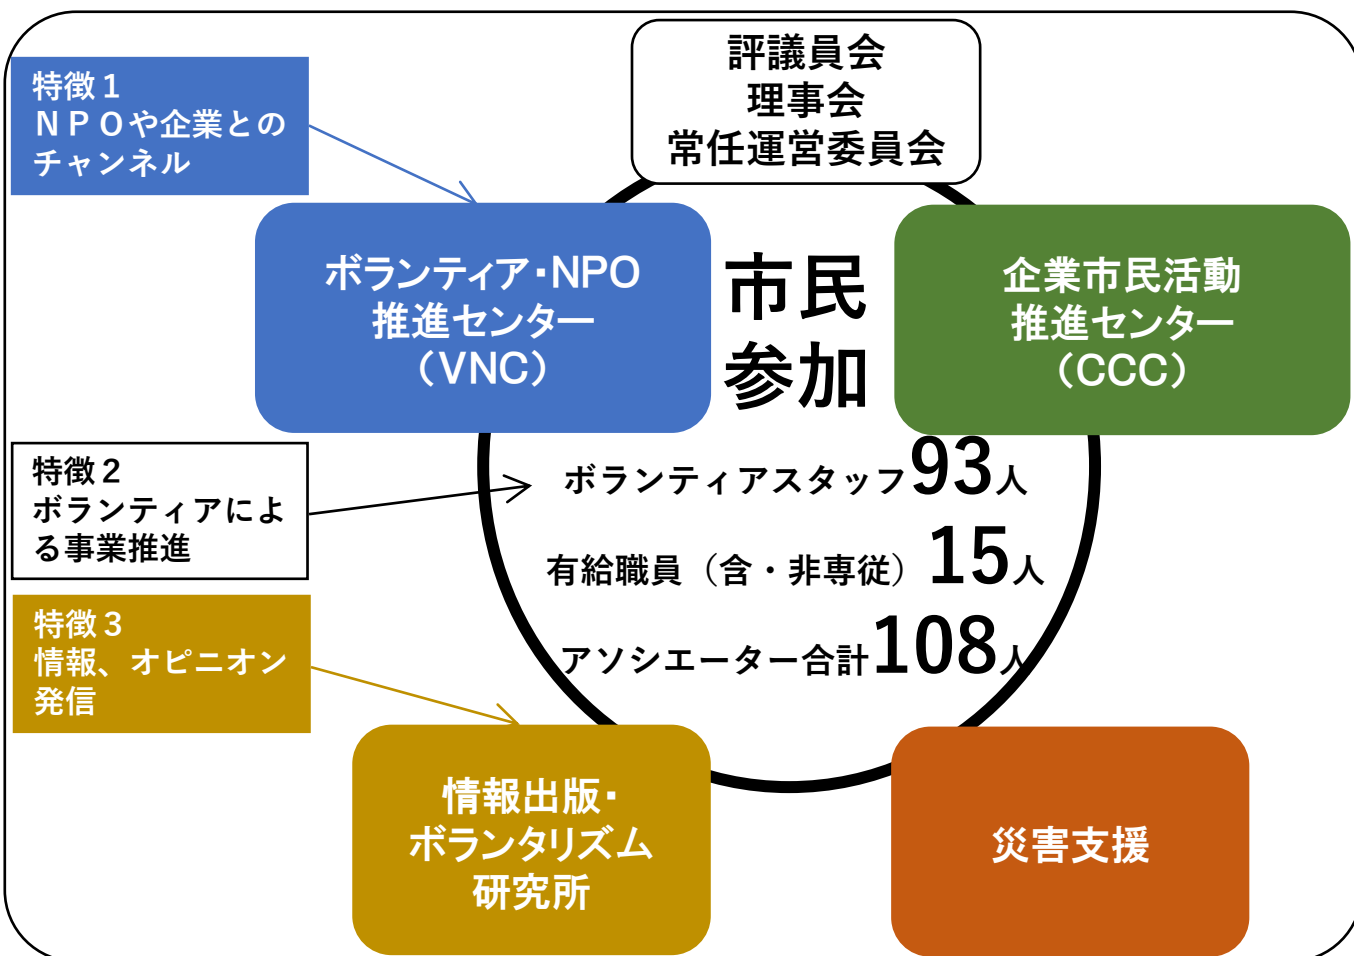 評議員会
理事会
常任運営委員会
特徴１
ＮＰＯや企業との
チャンネル
ボランティア・NPO
推進センター
（VNC）
市民
参加
企業市民活動
推進センター
（CCC）
特徴２
ボランティアによ
る事業推進
ボランティアスタッフ93人
有給職員（含・非専従）15人
アソシエーター合計108人
特徴３
情報、オピニオン
発信
情報出版・
ボランタリズム
研究所
災害支援